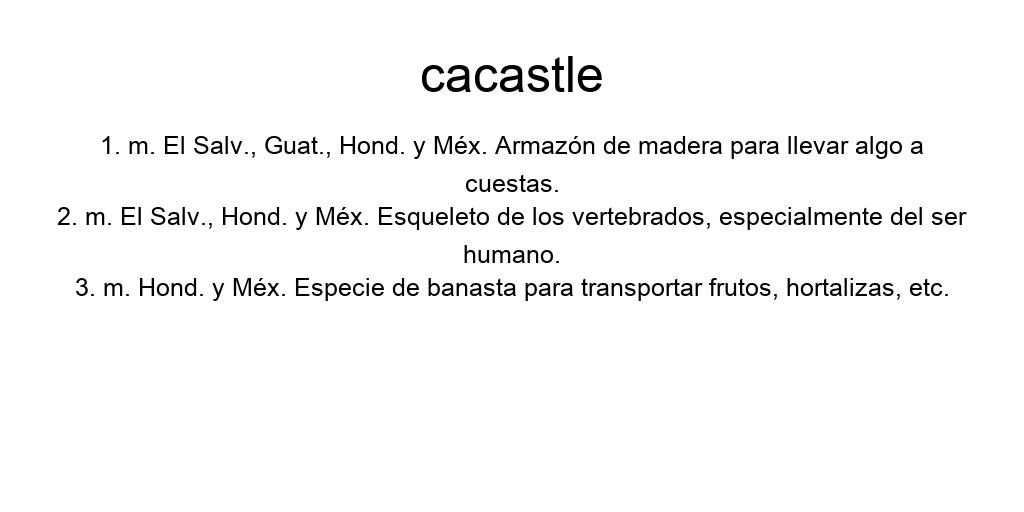 cacastle
1. m. El Salv., Guat., Hond. y Méx. Armazón de madera para llevar algo a
cuestas.
2. m. El Salv., Hond. y Méx. Esqueleto de los vertebrados, especialmente del ser
humano.
3. m. Hond. y Méx. Especie de banasta para transportar frutos, hortalizas, etc.